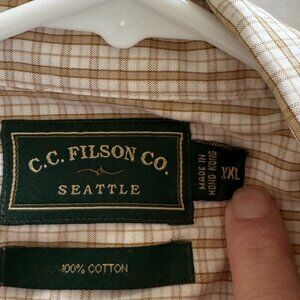 C.C. FILSON CO.
SEATTLE
MADE IN
HONG KONG
XXL
100% COTTON